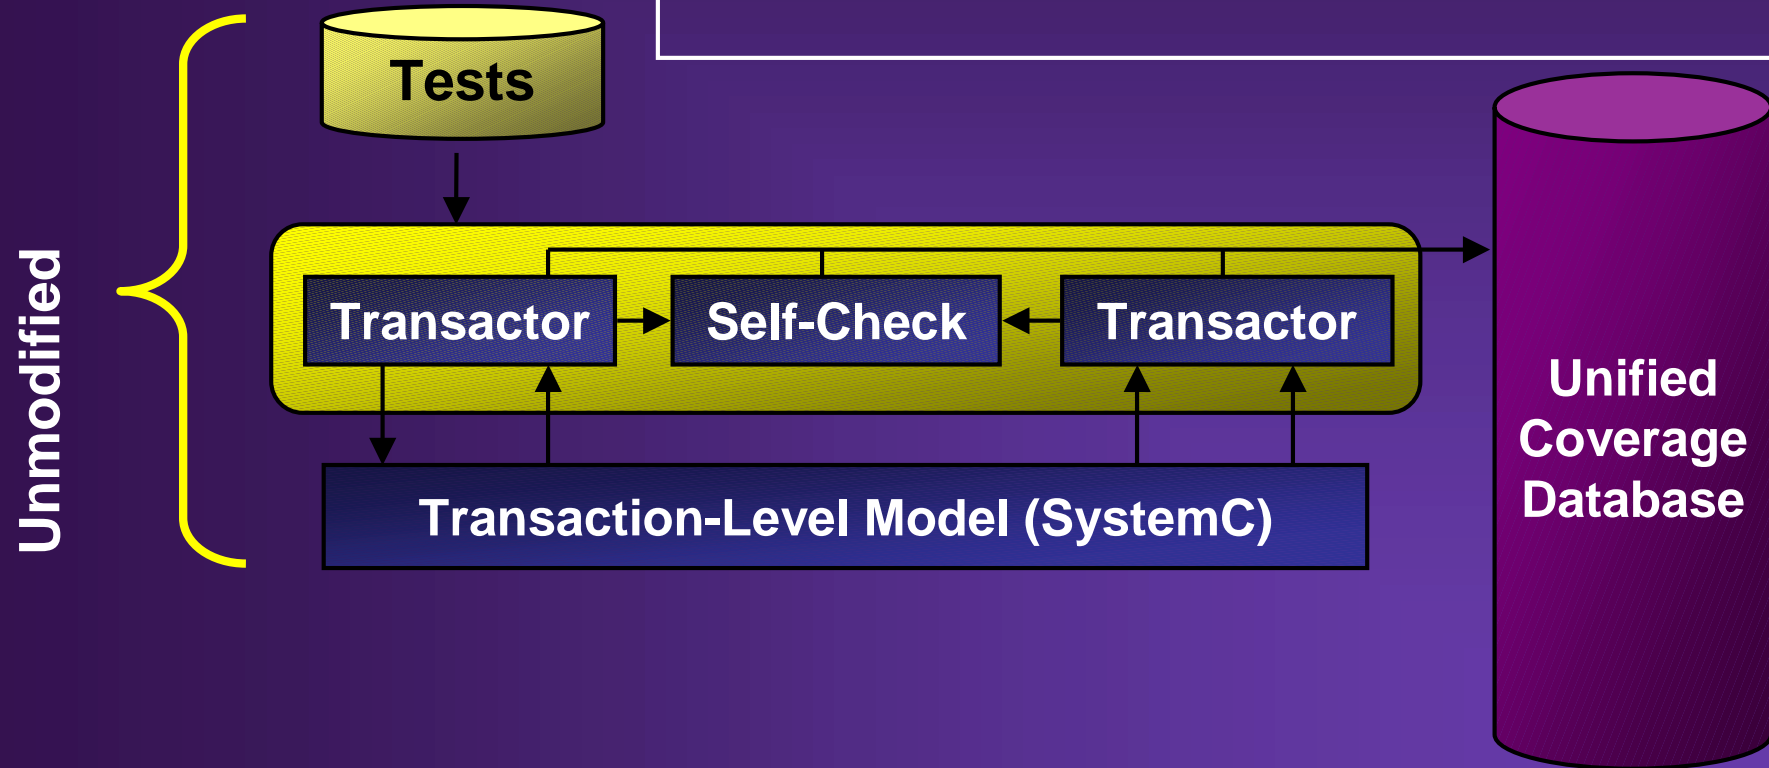 Tests
Unmodified
Transactor
Self-Check
Transactor
Transaction-Level Model (SystemC)
Unified
Coverage
Database